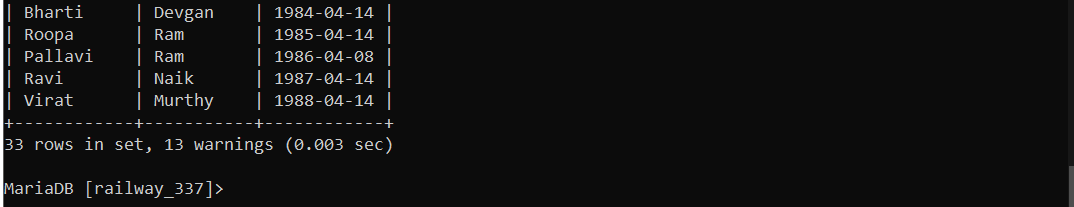 | Bharti     | Devgan    | 1984-04-14 |
| Roopa      | Ram       | 1985-04-14 |
| Pallavi    | Ram       | 1986-04-08 |
| Ravi       | Naik      | 1987-04-14 |
| Virat      | Murthy    | 1988-04-14 |
+------------+-----------+------------+
33 rows in set, 13 warnings (0.003 sec)
MariaDB [railway_337]>